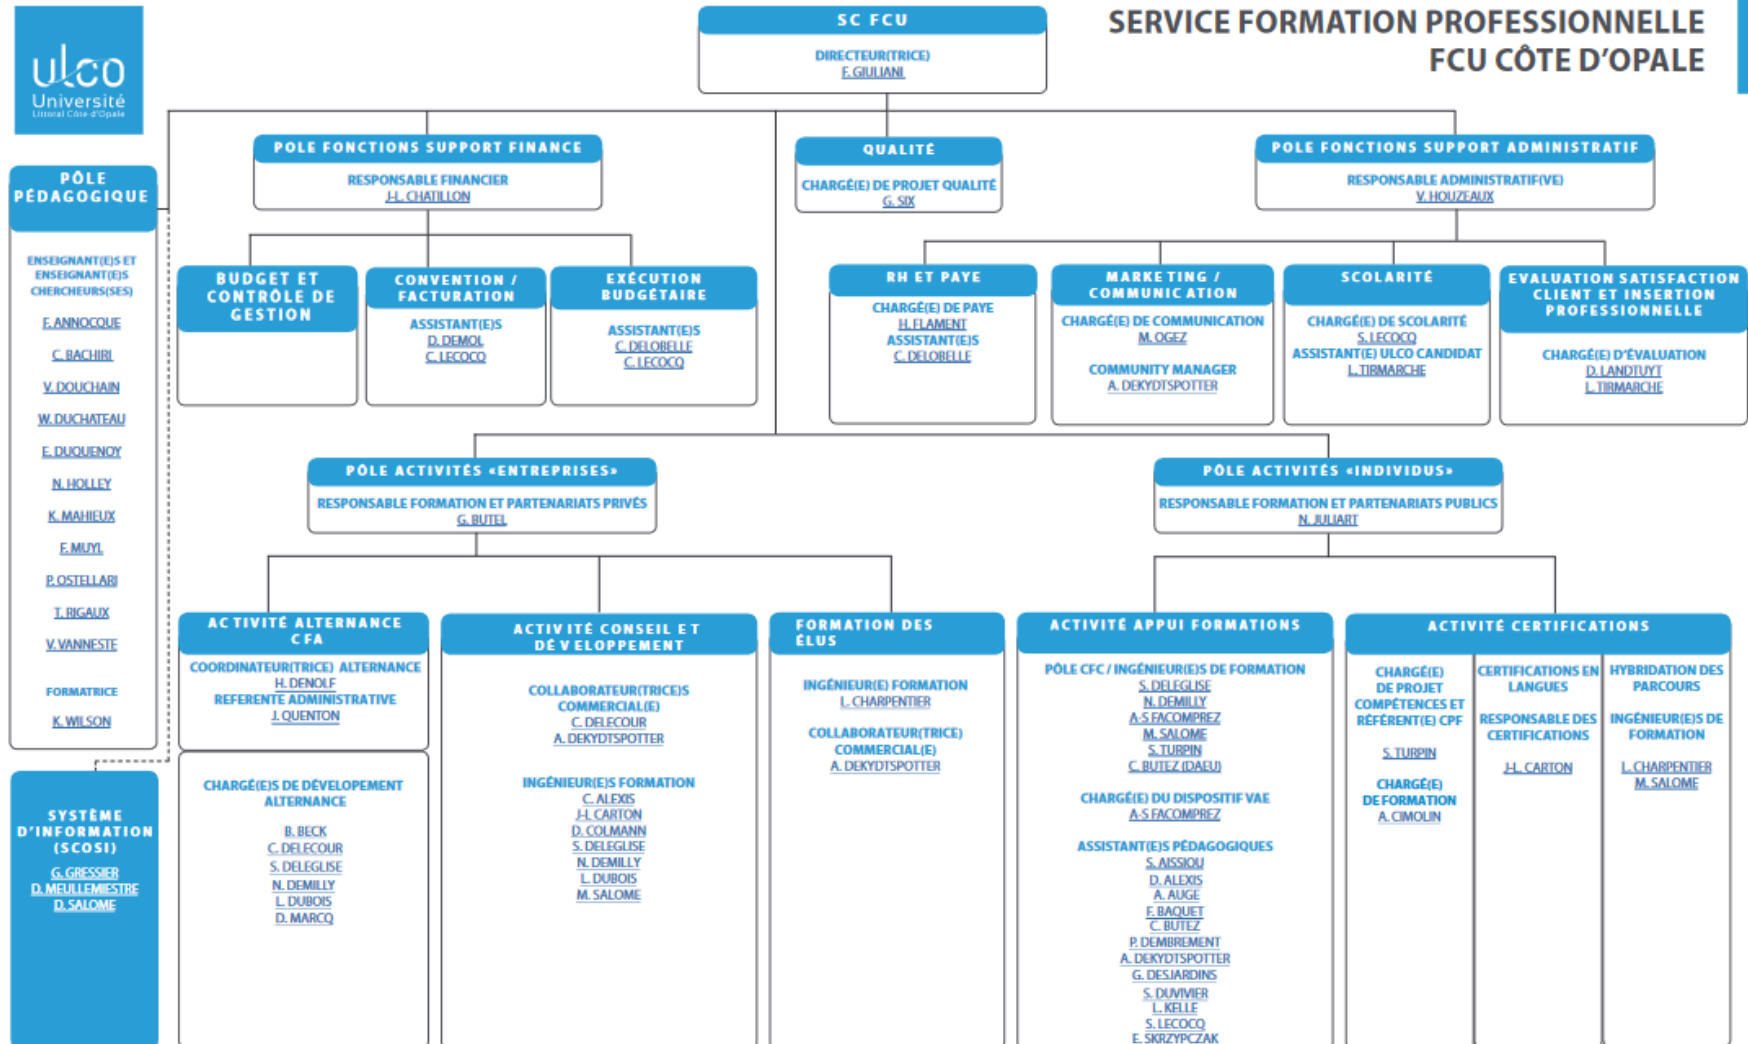 ulco
Université
Littoral Côte d'Opale
SERVICE FORMATION PROFESSIONNELLE
FCU CÔTE D'OPALE
SC FCU
DIRECTEUR(TRICE)
F. GIULIANI
PÔLE
PÉDAGOGIQUE
ENSEIGNANT(E)S ET
ENSEIGNANT(E)S
CHERCHEURS(SES)
F. ANNOCQUE
C. BACHIRI
V. DOUCHAIN
W. DUCHATEAU
E. DUQUENOY
N. HOLLEY
K. MAHIEUX
F. MUYL
P. OSTELLARI
T. RIGAUX
V. VANNESTE
FORMATRICE
K. WILSON
SYSTÈME
D'INFORMATION
(SCOSI)
G. GRESSIER
D. MEULLEMIESTRE
D. SALOME
POLE FONCTIONS SUPPORT FINANCE
RESPONSABLE FINANCIER
J-L. CHATILLON
QUALITÉ
CHARGÉ(E) DE PROJET QUALITÉ
G. SIX
POLE FONCTIONS SUPPORT ADMINISTRATIF
RESPONSABLE ADMINISTRATIF(VE)
V. HOUZEAUX
BUDGET ET
CONTRÔLE DE
GESTION
CONVENTION /
FACTURATION
ASSISTANT(E)S
D. DEMOL
C. LECOCQ
EXÉCUTION
BUDGÉTAIRE
ASSISTANT(E)S
C. DELOBELLE
C. LECOCQ
RH ET PAYE
CHARGÉ(E) DE PAYE
H. FLAMENT
ASSISTANT(E)S
C. DELOBELLE
MARKETING /
COMMUNICATION
CHARGÉ(E) DE COMMUNICATION
M. OGEZ
COMMUNITY MANAGER
A. DEKYDTSPOTTER
SCOLARITÉ
CHARGÉ(E) DE SCOLARITÉ
S. LECOCQ
ASSISTANT(E) ULCO CANDIDAT
L. TIRMARCHE
EVALUATION SATISFACTION
CLIENT ET INSERTION
PROFESSIONNELLE
CHARGÉ(E) D'ÉVALUATION
D. LANDTUYT
L. TIRMARCHE
PÔLE ACTIVITÉS «ENTREPRISES»
RESPONSABLE FORMATION ET PARTENARIATS PRIVÉS
G. BUTEL
PÔLE ACTIVITÉS «INDIVIDUS»
RESPONSABLE FORMATION ET PARTENARIATS PUBLICS
N. JULIART
ACTIVITÉ ALTERNANCE
CFA
COORDINATEUR(TRICE) ALTERNANCE
H. DENOLF
REFERENTE ADMINISTRATIVE
J. QUENTON
CHARGÉ(E)S DE DÉVELOPEMENT
ALTERNANCE
B. BECK
C. DELECOUR
S. DELEGLISE
N. DEMILLY
L. DUBOIS
D. MARCQ
ACTIVITÉ CONSEIL ET
DÉVELOPPEMENT
COLLABORATEUR(TRICE)S
COMMERCIAL(E)
C. DELECOUR
A. DEKYDTSPOTTER
INGÉNIEUR(E)S FORMATION
C. ALEXIS
J-L CARTON
D. COLMANN
S. DELEGLISE
N. DEMILLY
L. DUBOIS
M. SALOME
FORMATION DES
ÉLUS
INGÉNIEUR(E) FORMATION
L. CHARPENTIER
COLLABORATEUR(TRICE)
COMMERCIAL(E)
A. DEKYDTSPOTTER
ACTIVITÉ APPUI FORMATIONS
PÔLE CFC / INGÉNIEUR(E)S DE FORMATION
S. DELEGLISE
N. DEMILLY
A-S FACOMPREZ
M. SALOME
S. TURPIN
C. BUTEZ (DAEU)
CHARGÉ(E) DU DISPOSITIF VAE
A-S FACOMPREZ
ASSISTANT(E)S PÉDAGOGIQUES
S. AISSIOU
D. ALEXIS
A. AUGE
F. BAQUET
C. BUTEZ
P. DEMBREMENT
A. DEKYDTSPOTTER
G. DESJARDINS
S. DUVIVIER
L. KELLE
S. LECOCQ
E. SKRZYPCZAK
ACTIVITÉ CERTIFICATIONS
CHARGÉ(E)
DE PROJET
COMPÉTENCES ET
RÉFÉRENT(E) CPF
S. TURPIN
CHARGÉ(E)
DE FORMATION
A. CIMOLIN
CERTIFICATIONS EN
LANGUES
RESPONSABLE DES
CERTIFICATIONS
J-L. CARTON
HYBRIDATION DES
PARCOURS
INGÉNIEUR(E)S DE
FORMATION
L. CHARPENTIER
M. SALOME